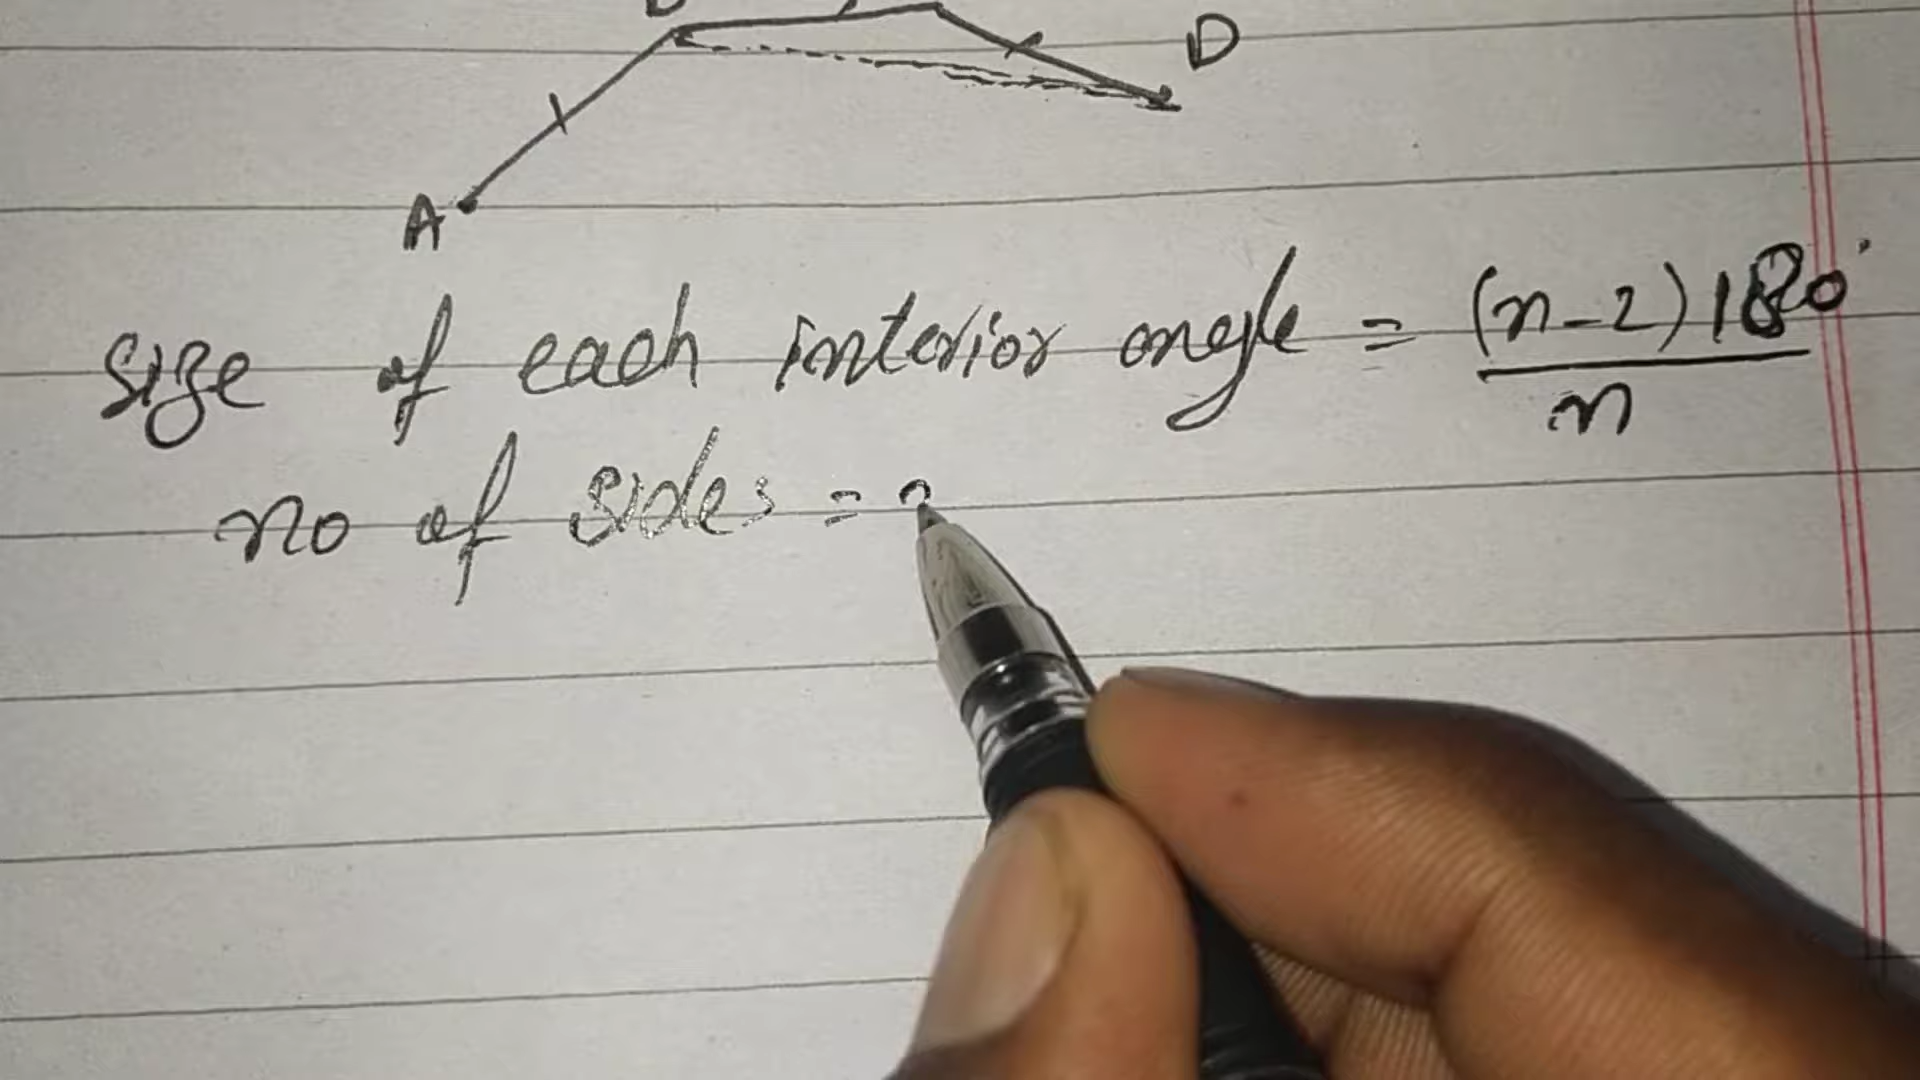 D
A
Size of each interior angle = (n-2)180° / n
no of sides =